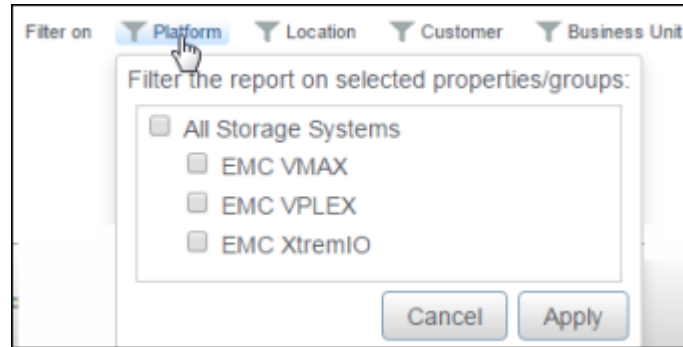 Filter on Platform Location Customer Business Unit
Filter the report on selected properties/groups:
All Storage Systems
EMC VMAX
EMC VPLEX
EMC XtremIO
Cancel Apply